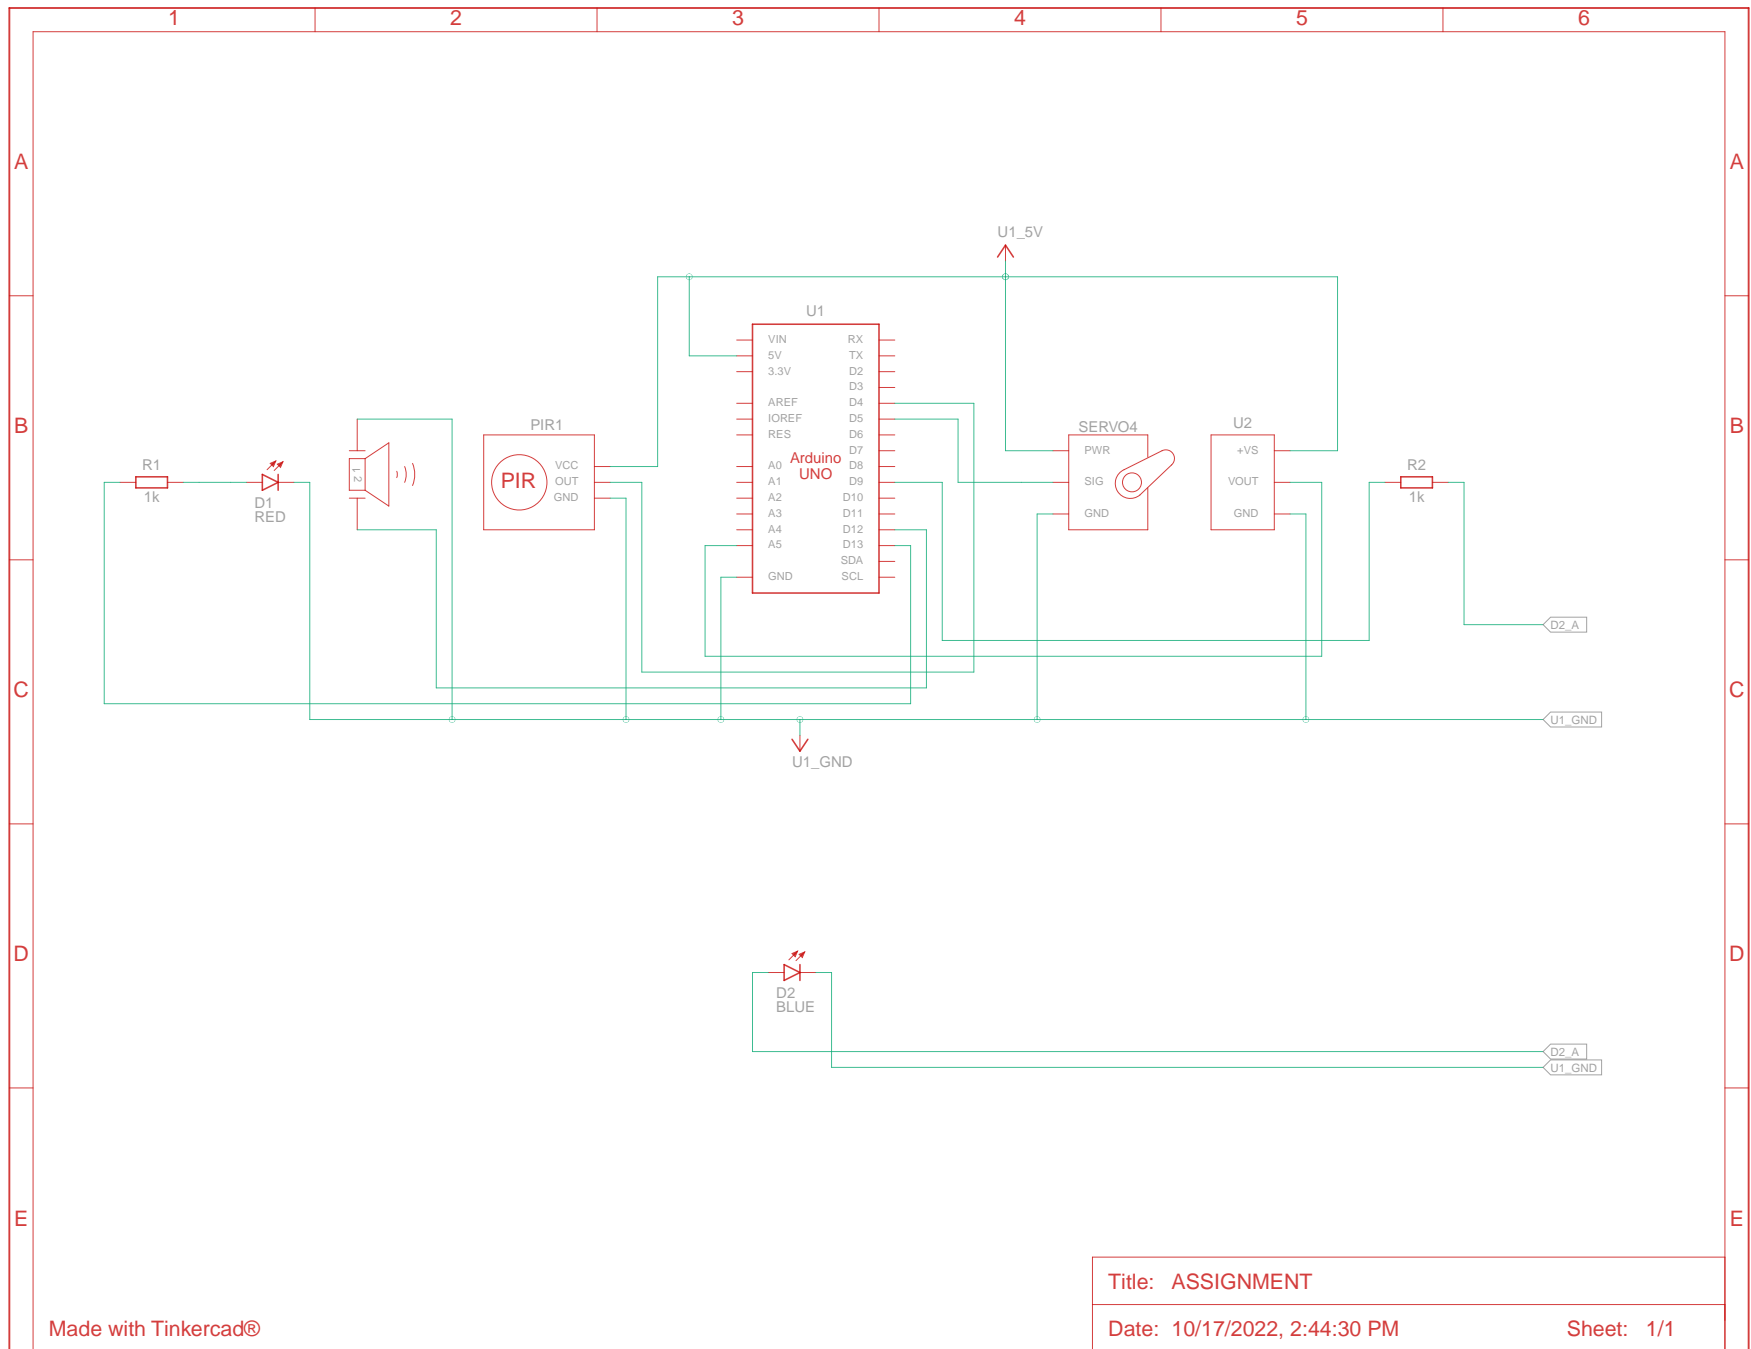 1 2 3 4 5 6
A A
U1_5V
U1
VIN RX
5V TX
3.3V D2
D3
AREF D4
IOREF D5
RES D6
D7
A0 D8
A1 D9
A2 D10
A3 D11
A4 D12
A5 D13
SDA
GND SCL
Arduino
UNO
B B
R1
1k
D1
RED
1 2
PIR1
PIR
VCC
OUT
GND
SERVO4
PWR
SIG
GND
U2
+VS
VOUT
GND
R2
1k
D2_A
C C
U1_GND
U1_GND
D D
D2
BLUE
D2_A
U1_GND
E E
Title: ASSIGNMENT
Made with Tinkercad®
Date: 10/17/2022, 2:44:30 PM Sheet: 1/1